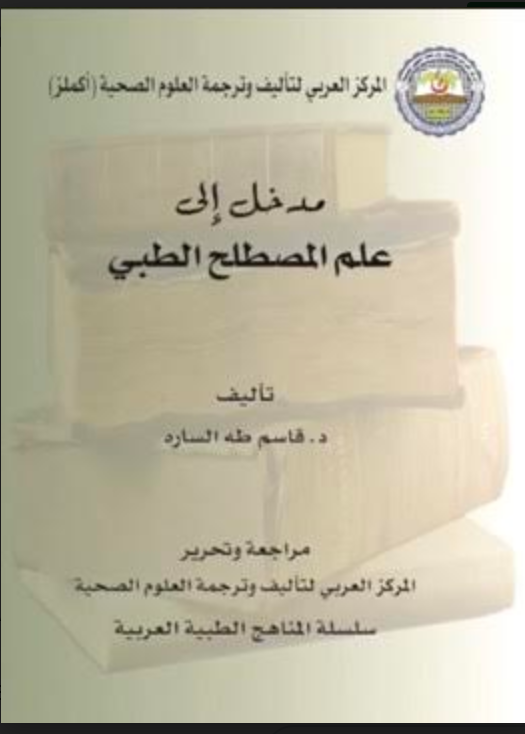 المركز العربي لتأليف وترجمة العلوم الصحية (أكملز)
مدخل إلى
علم المصطلح الطبي
تأليف
د. قاسم طه الساره
مراجعة وتحرير
المركز العربي لتأليف وترجمة العلوم الصحية
سلسلة المناهج الطبية العربية